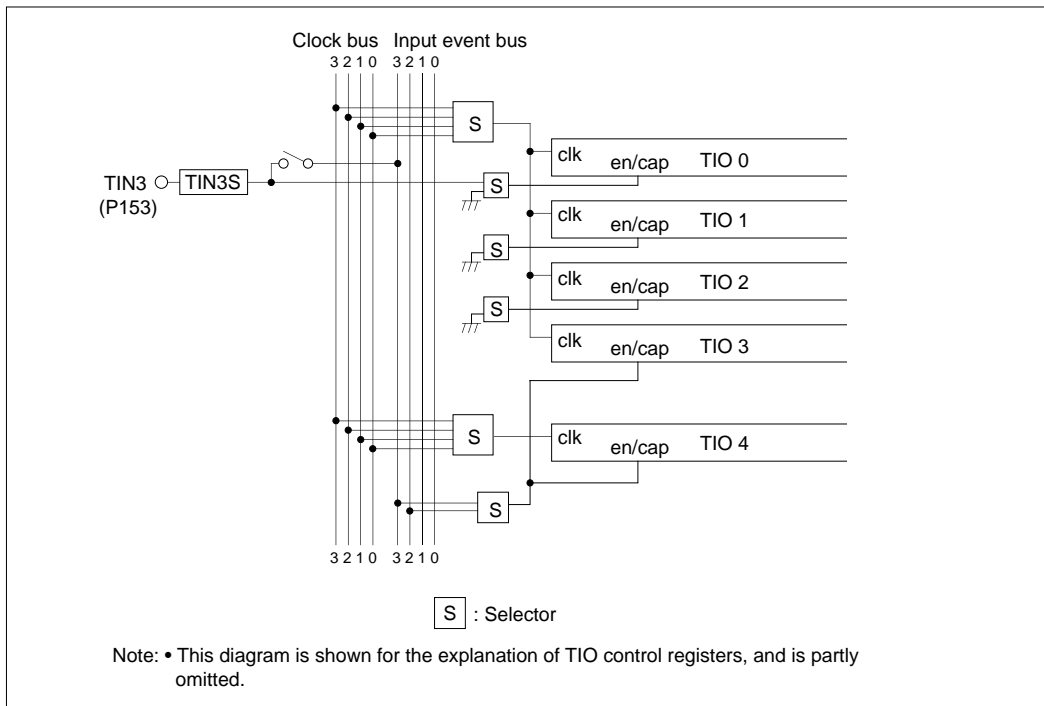 Clock bus Input event bus
3 2 1 0 3 2 1 0
S
clk en/cap TIO 0
TIN3 TIN3S S
(P153)
clk en/cap TIO 1
S
clk en/cap TIO 2
S
clk en/cap TIO 3
S clk en/cap TIO 4
S
3 2 1 0 3 2 1 0
S : Selector
Note: • This diagram is shown for the explanation of TIO control registers, and is partly
omitted.